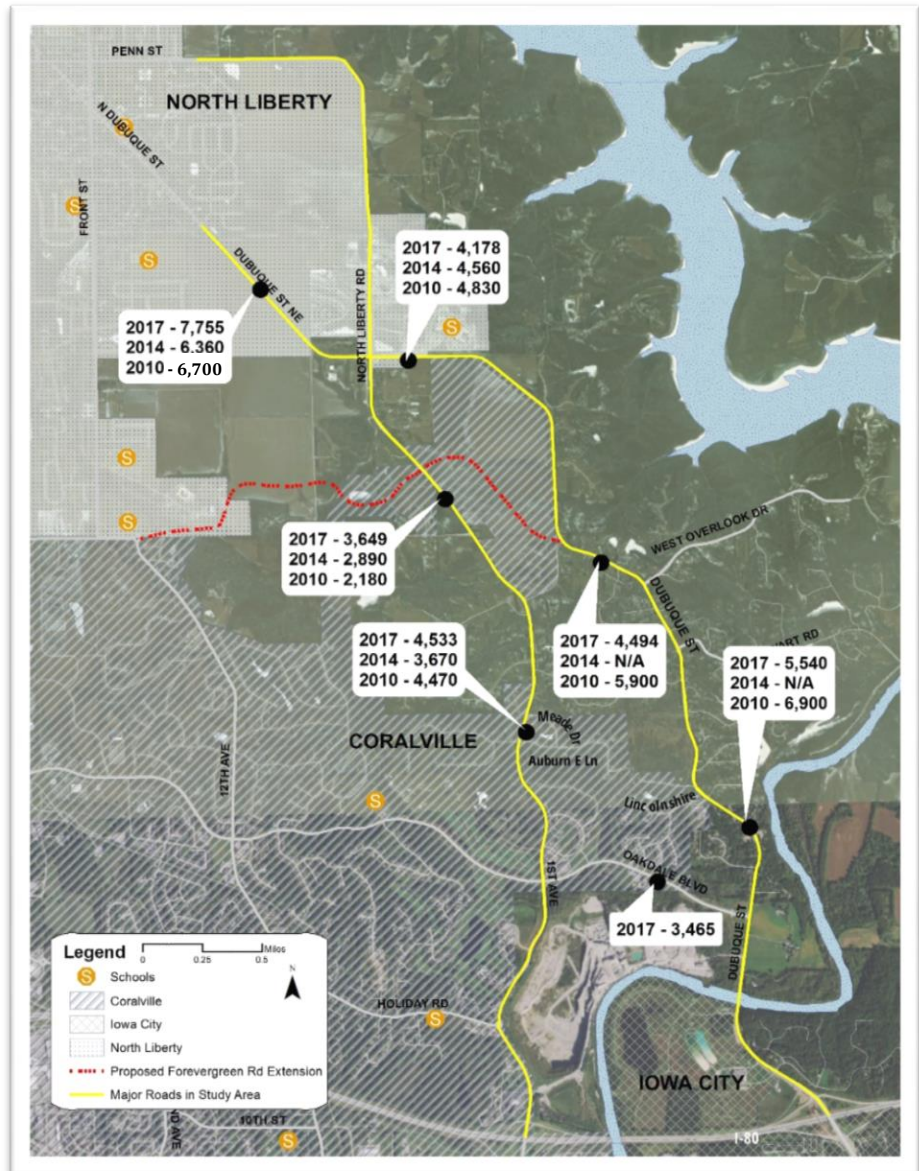 PENN ST
NORTH LIBERTY
N DUBUQUE ST
FRONT ST
S
S
S
DUBUQUE ST NE
NORTH LIBERTY RD
2017 - 4,178
2014 - 4,560
2010 - 4,830
S
2017 - 7,755
2014 - 6,360
2010 - 6,700
S
S
2017 - 3,649
2014 - 2,890
2010 - 2,180
WEST OVERLOOK DR
DUBUQUE ST
ART RD
2017 - 4,533
2014 - 3,670
2010 - 4,470
2017 - 4,494
2014 - N/A
2010 - 5,900
2017 - 5,540
2014 - N/A
2010 - 6,900
Meade Dr
CORALVILLE
Auburn E Ln
12TH AVE
S
Lincolnshire
1ST AVE
OAKDALE BLVD
2017 - 3,465
DUBUQUE ST
HOLIDAY RD
S
IOWA CITY
I-80
10TH ST
ND AVE
S
Legend
0 0.25 0.5 Miles
N
S Schools
Coralville
Iowa City
North Liberty
Proposed Forevergreen Rd Extension
Major Roads in Study Area